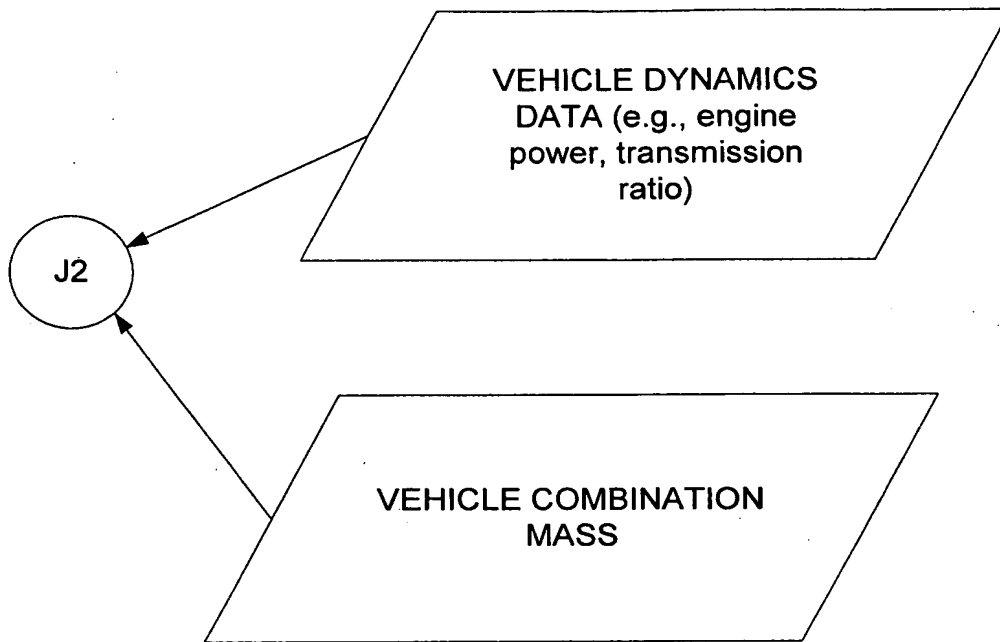 VEHICLE DYNAMICS
DATA (e.g., engine
power, transmission
ratio)
J2
VEHICLE COMBINATION
MASS